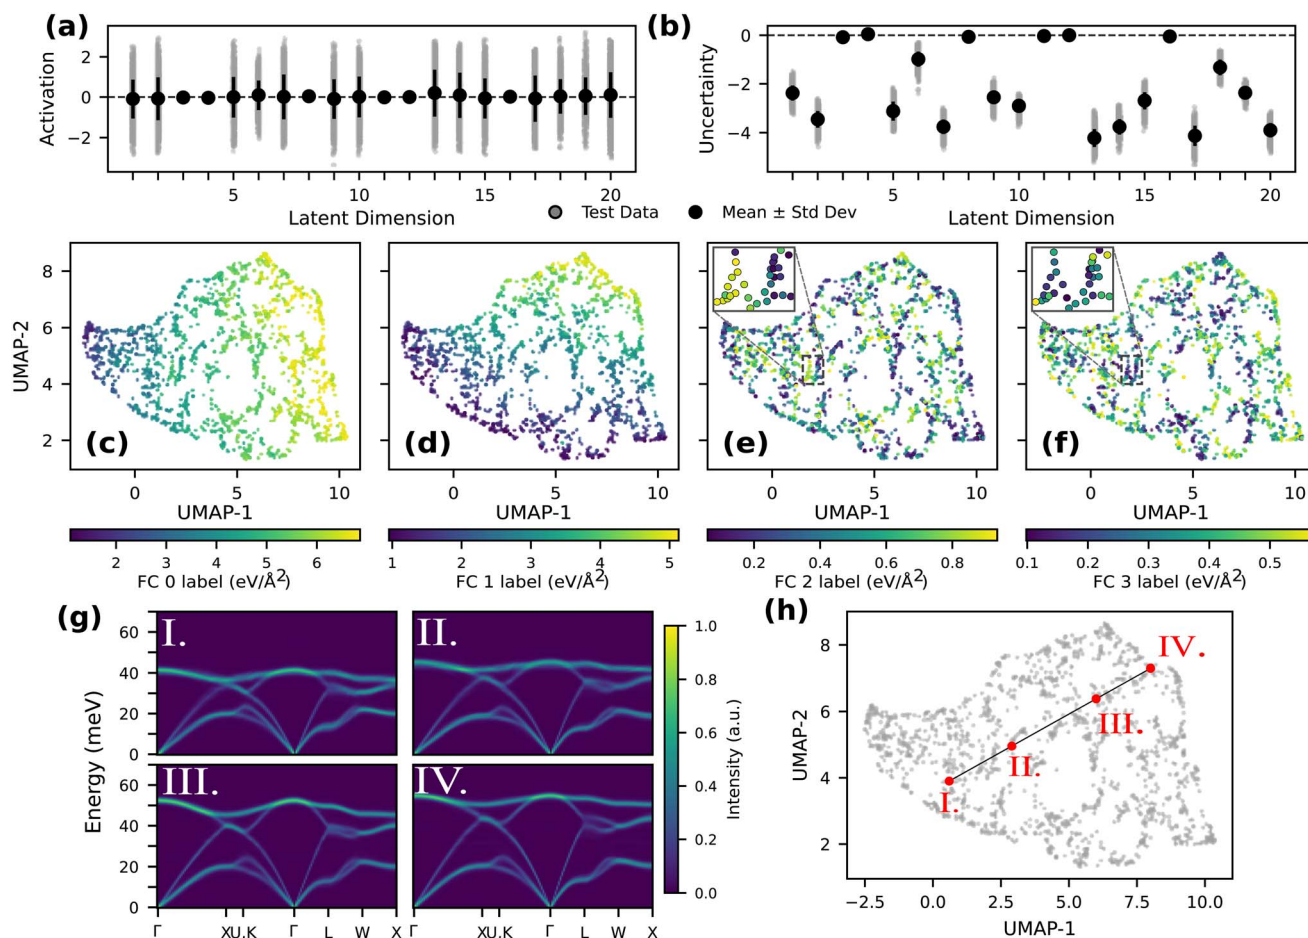 (a)
(b)
Activation
2
0
−2
5
10
15
20
Latent Dimension
Uncertainty
0
−2
−4
5
10
15
20
Latent Dimension
Test Data
Mean ± Std Dev
UMAP-2
8
6
4
2
(c)
(d)
(e)
(f)
0
5
10
0
5
10
0
5
10
0
5
10
UMAP-1
UMAP-1
UMAP-1
UMAP-1
2
3
4
5
6
1
2
3
4
5
0.2
0.4
0.6
0.8
0.1
0.2
0.3
0.4
0.5
FC 0 label (eV/Å²)
FC 1 label (eV/Å²)
FC 2 label (eV/Å²)
FC 3 label (eV/Å²)
(g)
Energy (meV)
60
40
20
0
60
40
20
0
I.
II.
III.
IV.
Γ
X
U,K
Γ
L
W
X
Γ
X
U,K
Γ
L
W
X
1.0
0.8
0.6
0.4
0.2
0.0
Intensity (a.u.)
(h)
UMAP-2
8
6
4
2
I.
II.
III.
IV.
−2.5
0.0
2.5
5.0
7.5
10.0
UMAP-1